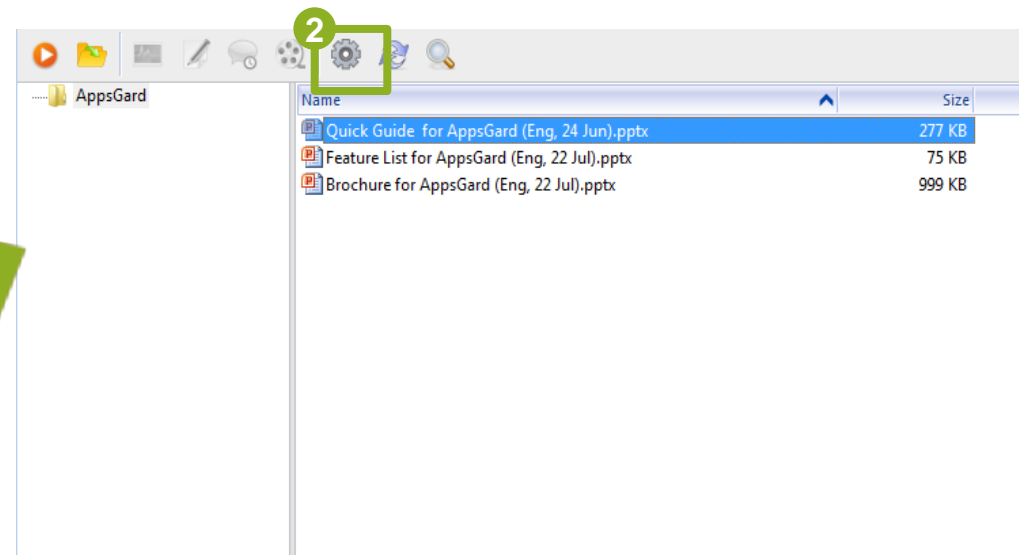 2
AppsGard
Name Size
Quick Guide for AppsGard (Eng, 24 Jun).pptx 277 KB
Feature List for AppsGard (Eng, 22 Jul).pptx 75 KB
Brochure for AppsGard (Eng, 22 Jul).pptx 999 KB